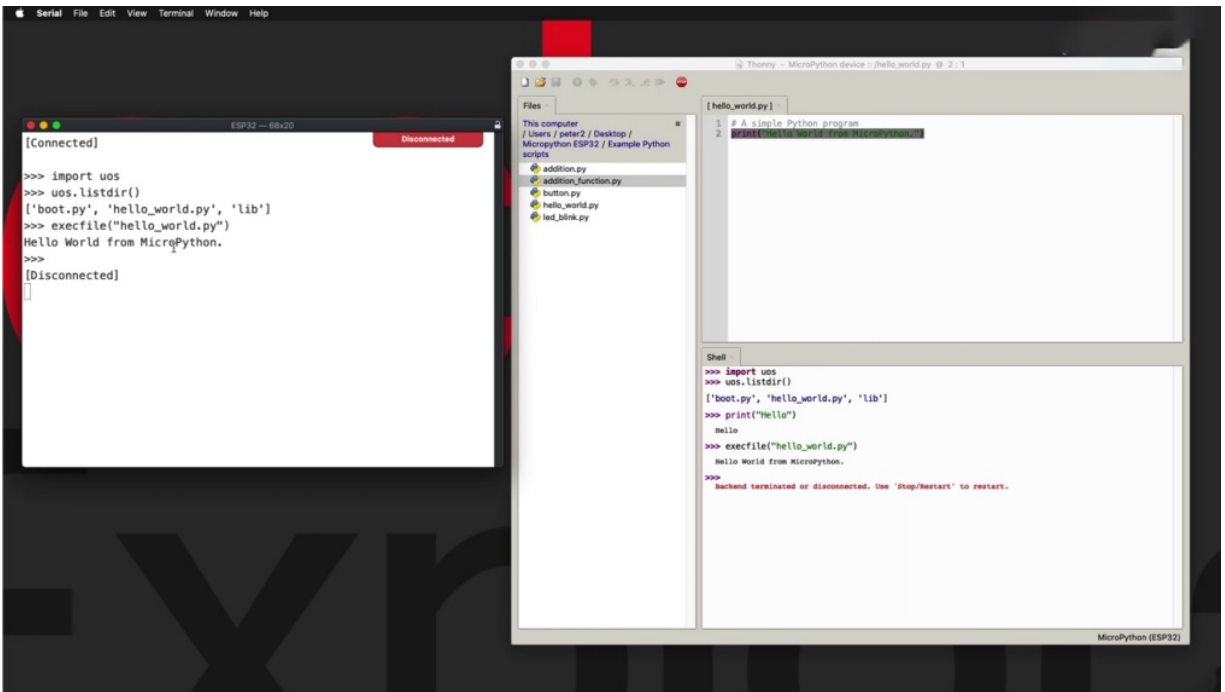 Serial File Edit View Terminal Window Help
ESP32 — 68x20
Disconnected
[Connected]
>>> import uos
>>> uos.listdir()
['boot.py', 'hello_world.py', 'lib']
>>> execfile("hello_world.py")
Hello World from MicroPython.
>>>
[Disconnected]
Thonny - MicroPython device :: /hello_world.py @ 2 : 1
Files
This computer
/ Users / peter2 / Desktop /
Micropython ESP32 / Example Python
scripts
addition.py
addition_function.py
button.py
hello_world.py
led_blink.py
[ hello_world.py ]
1 # A simple Python program
2 print("Hello World from MicroPython.")
Shell
>>> import uos
>>> uos.listdir()
['boot.py', 'hello_world.py', 'lib']
>>> print("Hello")
Hello
>>> execfile("hello_world.py")
Hello World from MicroPython.
>>>
Backend terminated or disconnected. Use 'Stop/Restart' to restart.
MicroPython (ESP32)